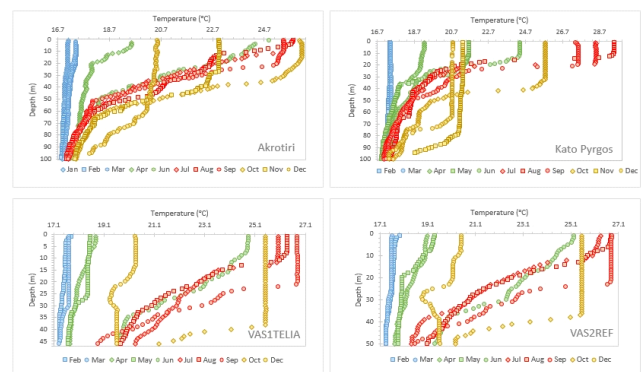 Temperature (°C)
16.7 18.7 20.7 22.7 24.7
0
10
20
30
40
50
60
70
80
90
100
Depth (m)
Akrotiri
Jan Feb Mar Apr Jun Jul Aug Sep Oct Nov Dec
Temperature (°C)
16.7 18.7 20.7 22.7 24.7 26.7 28.7
0
10
20
30
40
50
60
70
80
90
100
Depth (m)
Kato Pyrgos
Feb Mar Apr May Jun Jul Aug Sep Oct Nov Dec
Temperature (°C)
17.1 19.1 21.1 23.1 25.1 27.1
0
5
10
15
20
25
30
35
40
45
Depth (m)
VAS1TELIA
Feb Mar Apr May Jun Jul Aug Sep Oct Dec
Temperature (°C)
17.1 19.1 21.1 23.1 25.1 27.1
0
10
20
30
40
50
Depth (m)
VAS2REF
Feb Mar Apr May Jun Jul Aug Sep Oct Dec